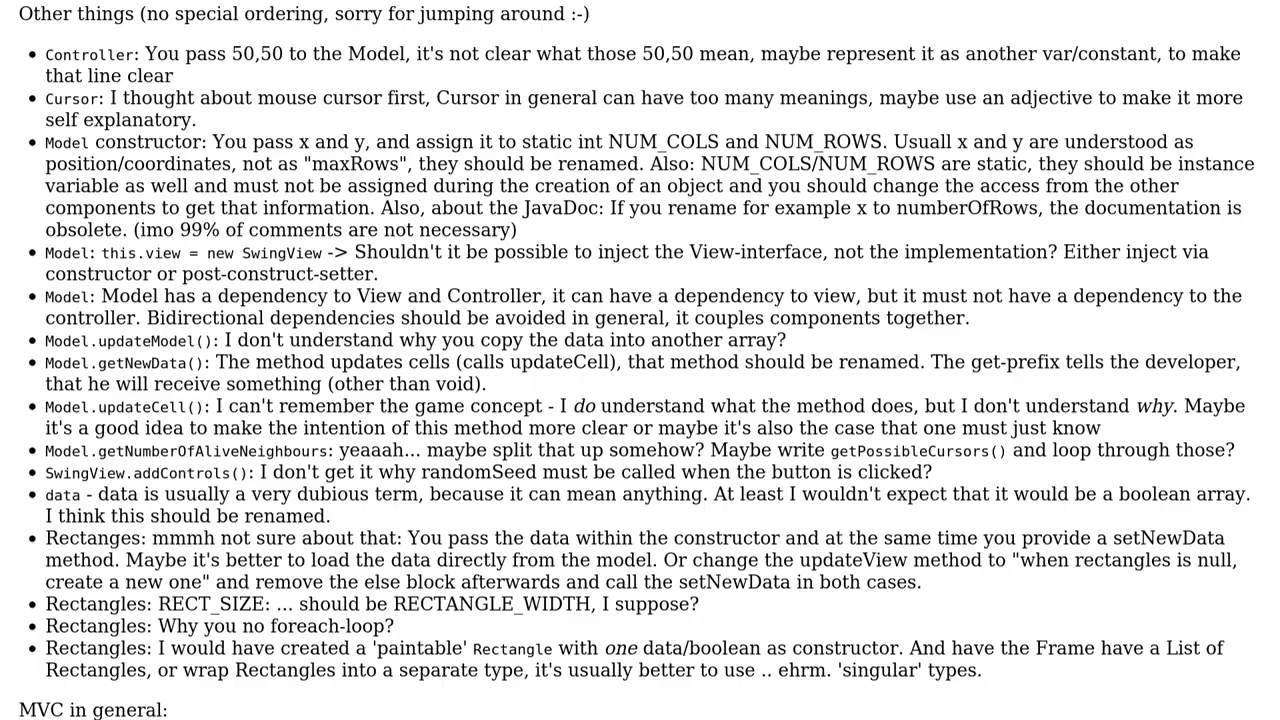 Other things (no special ordering, sorry for jumping around :-)
• Controller: You pass 50,50 to the Model, it's not clear what those 50,50 mean, maybe represent it as another var/constant, to make
that line clear
• Cursor: I thought about mouse cursor first, Cursor in general can have too many meanings, maybe use an adjective to make it more
self explanatory.
• Model constructor: You pass x and y, and assign it to static int NUM_COLS and NUM_ROWS. Usuall x and y are understood as
position/coordinates, not as "maxRows", they should be renamed. Also: NUM_COLS/NUM_ROWS are static, they should be instance
variable as well and must not be assigned during the creation of an object and you should change the access from the other
components to get that information. Also, about the JavaDoc: If you rename for example x to numberOfRows, the documentation is
obsolete. (imo 99% of comments are not necessary)
• Model: this.view = new SwingView -> Shouldn't it be possible to inject the View-interface, not the implementation? Either inject via
constructor or post-construct-setter.
• Model: Model has a dependency to View and Controller, it can have a dependency to view, but it must not have a dependency to the
controller. Bidirectional dependencies should be avoided in general, it couples components together.
• Model.updateModel(): I don't understand why you copy the data into another array?
• Model.getNewData(): The method updates cells (calls updateCell), that method should be renamed. The get-prefix tells the developer,
that he will receive something (other than void).
• Model.updateCell(): I can't remember the game concept - I do understand what the method does, but I don't understand why. Maybe
it's a good idea to make the intention of this method more clear or maybe it's also the case that one must just know
• Model.getNumberOfAliveNeighbours: yeaaah... maybe split that up somehow? Maybe write getPossibleCursors() and loop through those?
• SwingView.addControls(): I don't get it why randomSeed must be called when the button is clicked?
• data - data is usually a very dubious term, because it can mean anything. At least I wouldn't expect that it would be a boolean array.
I think this should be renamed.
• Rectanges: mmmh not sure about that: You pass the data within the constructor and at the same time you provide a setNewData
method. Maybe it's better to load the data directly from the model. Or change the updateView method to "when rectangles is null,
create a new one" and remove the else block afterwards and call the setNewData in both cases.
• Rectangles: RECT_SIZE: ... should be RECTANGLE_WIDTH, I suppose?
• Rectangles: Why you no foreach-loop?
• Rectangles: I would have created a 'paintable' Rectangle with one data/boolean as constructor. And have the Frame have a List of
Rectangles, or wrap Rectangles into a separate type, it's usually better to use .. ehrm. 'singular' types.
MVC in general: